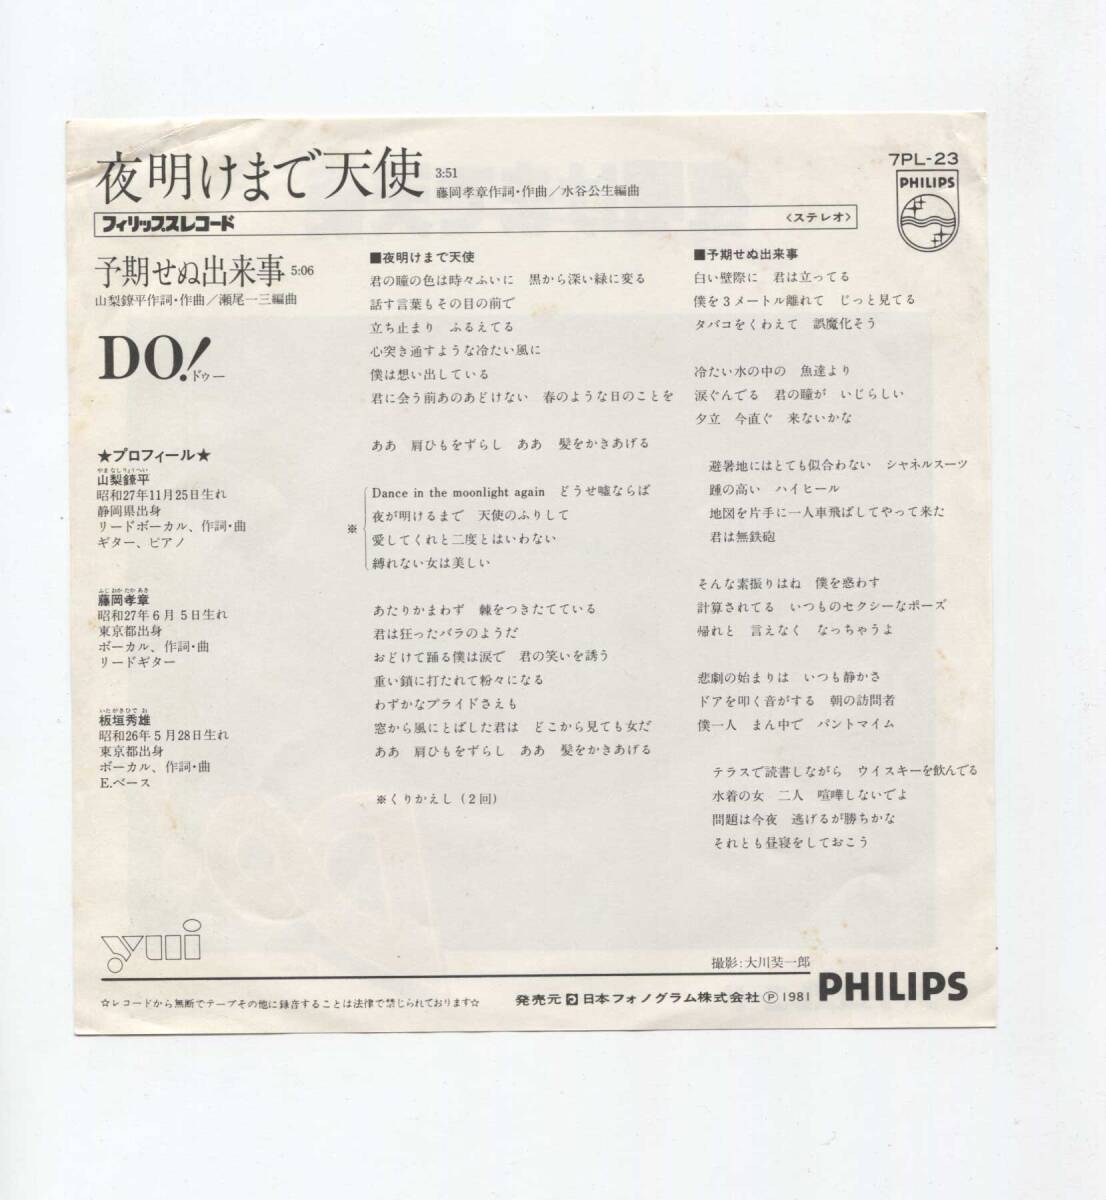 夜明けまで天使 3:51
藤岡孝章作詞・作曲／水谷公生編曲
7PL-23
PHILIPS
フィリップスレコード
〈ステレオ〉
予期せぬ出来事 5:06
山梨鐐平作詞・作曲／瀬尾一三編曲
DO!
ドゥー
★プロフィール★
やまなしりょうへい
山梨鐐平
昭和27年11月25日生れ
静岡県出身
リードボーカル、作詞・曲
ギター、ピアノ
ふじおかたかあき
藤岡孝章
昭和27年6月5日生れ
東京都出身
ボーカル、作詞・曲
リードギター
いたがきひでお
板垣秀雄
昭和26年5月28日生れ
東京都出身
ボーカル、作詞・曲
E.ベース
■夜明けまで天使
君の瞳の色は時々ふいに　黒から深い緑に変る
話す言葉もその目の前で
立ち止まり　ふるえてる
心突き通すような冷たい風に
僕は想い出している
君に会う前あのあどけない　春のような日のことを
ああ　肩ひもをずらし　ああ　髪をかきあげる
Dance in the moonlight again　どうせ嘘ならば
※ 夜が明けるまで　天使のふりして
愛してくれと二度とはいわない
縛れない女は美しい
あたりかまわず　棘をつきたてている
君は狂ったバラのようだ
おどけて踊る僕は涙で　君の笑いを誘う
重い鎖に打たれて粉々になる
わずかなプライドさえも
窓から風にとばした君は　どこから見ても女だ
ああ　肩ひもをずらし　ああ　髪をかきあげる
※くりかえし（2回）
■予期せぬ出来事
白い壁際に　君は立ってる
僕を3メートル離れて　じっと見てる
タバコをくわえて　誤魔化そう
冷たい水の中の　魚達より
涙ぐんでる　君の瞳が　いじらしい
夕立　今直ぐ　来ないかな
避暑地にはとても似合わない　シャネルスーツ
踵の高い　ハイヒール
地図を片手に一人車飛ばしてやって来た
君は無鉄砲
そんな素振りはね　僕を惑わす
計算されてる　いつものセクシーなポーズ
帰れと　言えなく　なっちゃうよ
悲劇の始まりは　いつも静かさ
ドアを叩く音がする　朝の訪問者
僕一人　まん中で　パントマイム
テラスで読書しながら　ウイスキーを飲んでる
水着の女　二人　喧嘩しないでよ
問題は今夜　逃げるが勝ちかな
それとも昼寝をしておこう
yui
撮影：大川奘一郎
☆レコードから無断でテープその他に録音することは法律で禁じられております☆
発売元 日本フォノグラム株式会社 Ⓟ 1981 PHILIPS